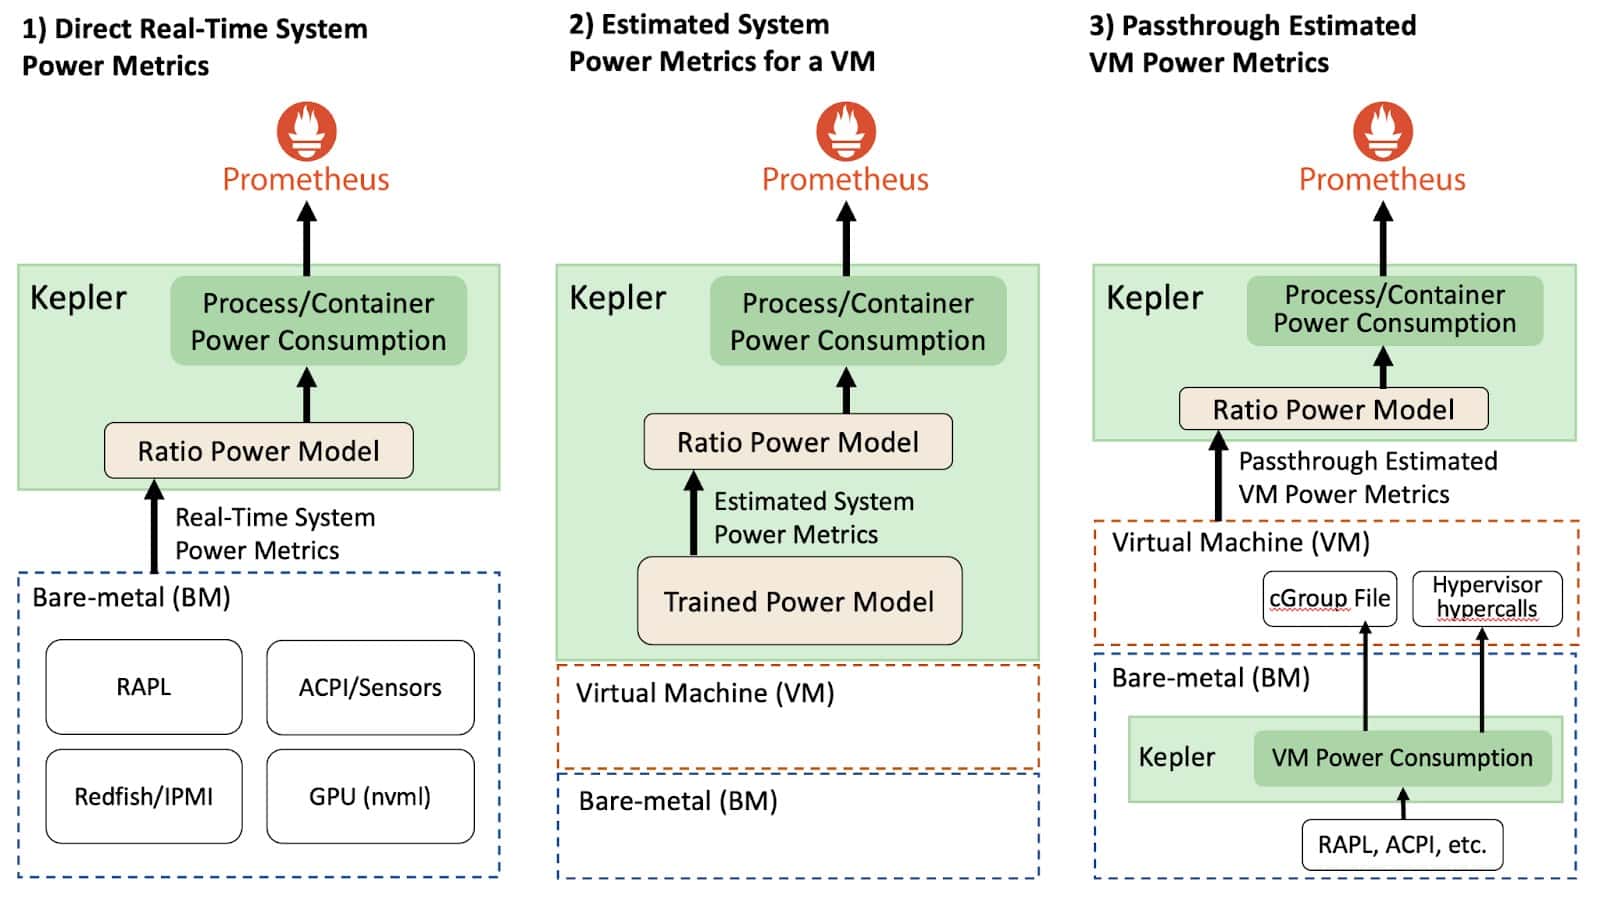 1) Direct Real-Time System
Power Metrics
Prometheus
Kepler
Process/Container
Power Consumption
Ratio Power Model
Real-Time System
Power Metrics
Bare-metal (BM)
RAPL
ACPI/Sensors
Redfish/IPMI
GPU (nvml)
2) Estimated System
Power Metrics for a VM
Prometheus
Kepler
Process/Container
Power Consumption
Ratio Power Model
Estimated System
Power Metrics
Trained Power Model
Virtual Machine (VM)
Bare-metal (BM)
3) Passthrough Estimated
VM Power Metrics
Prometheus
Kepler
Process/Container
Power Consumption
Ratio Power Model
Passthrough Estimated
VM Power Metrics
Virtual Machine (VM)
cGroup File
Hypervisor
hypercalls
Bare-metal (BM)
Kepler
VM Power Consumption
RAPL, ACPI, etc.